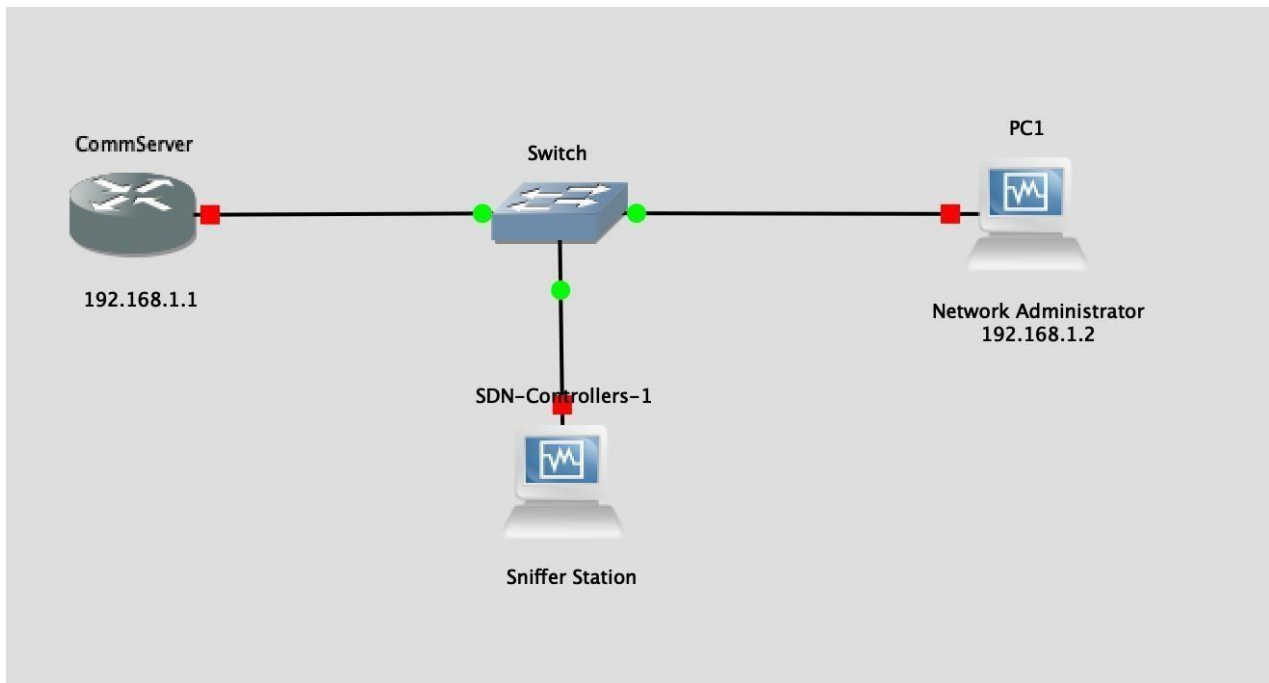 PC1
CommServer
Switch
192.168.1.1
Network Administrator
192.168.1.2
SDN-Controllers-1
Sniffer Station